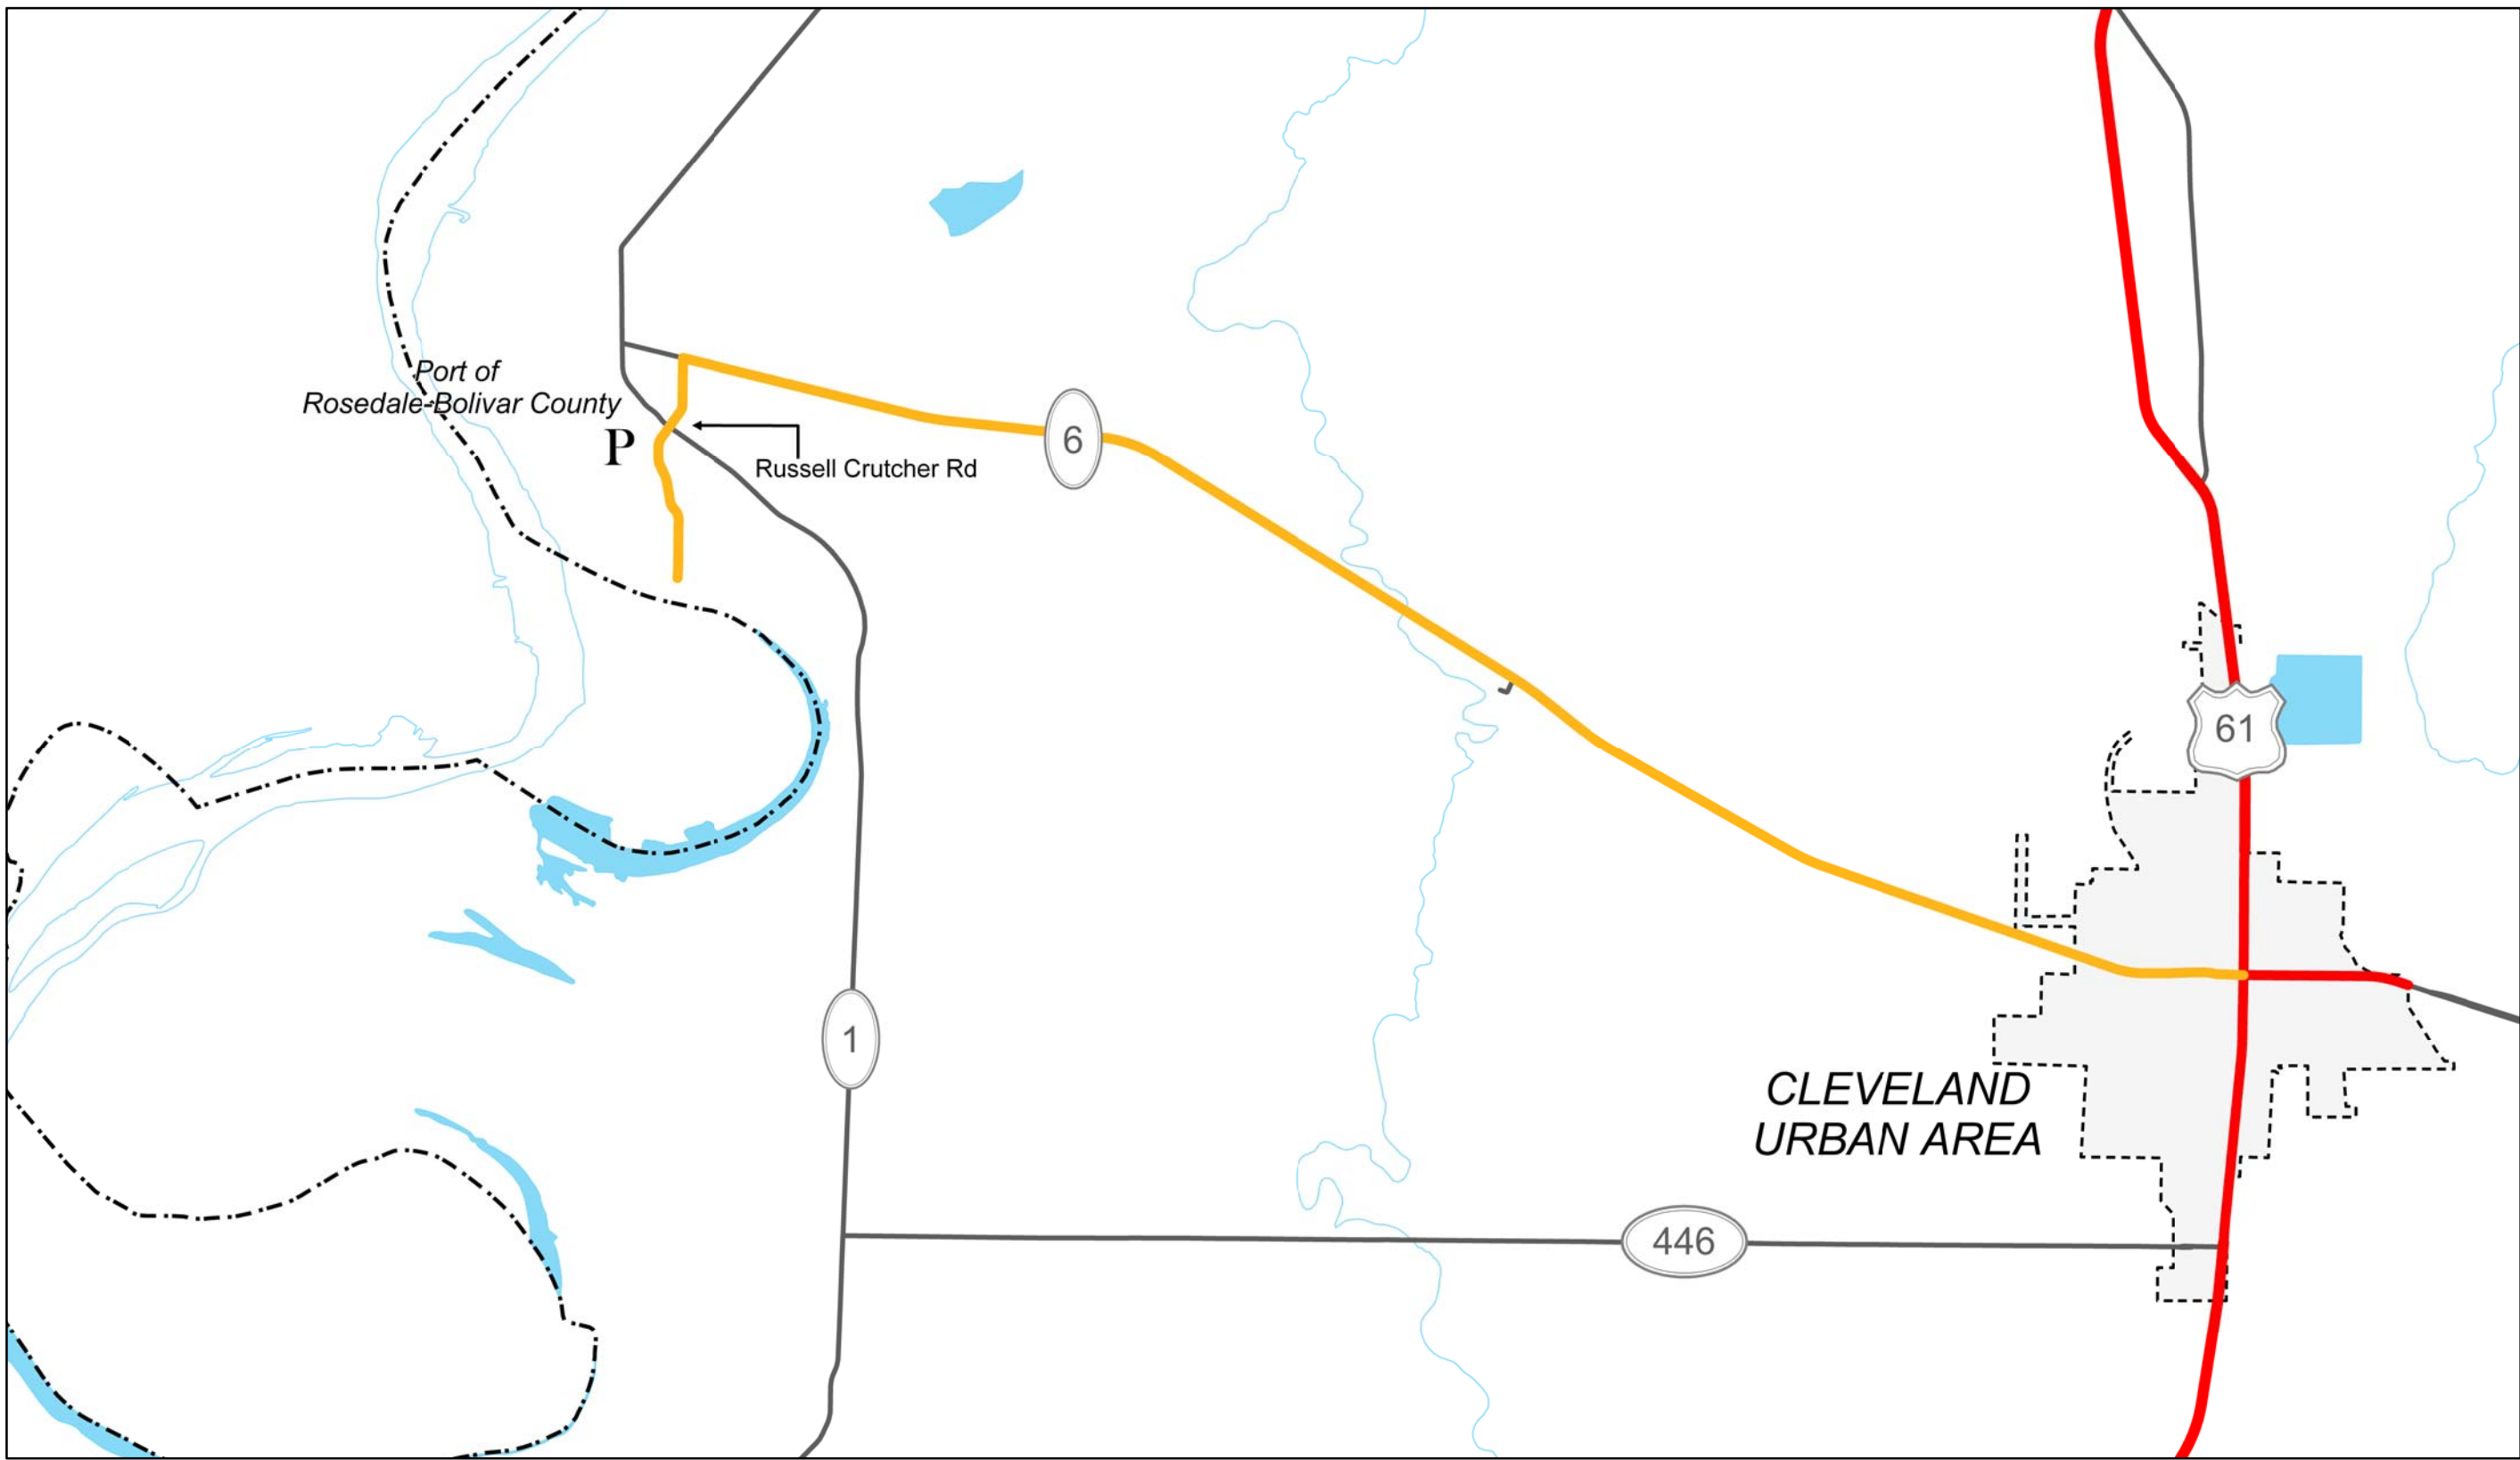 Port of
Rosedale-Bolivar County
P
Russell Crutcher Rd
6
61
1
CLEVELAND
URBAN AREA
446